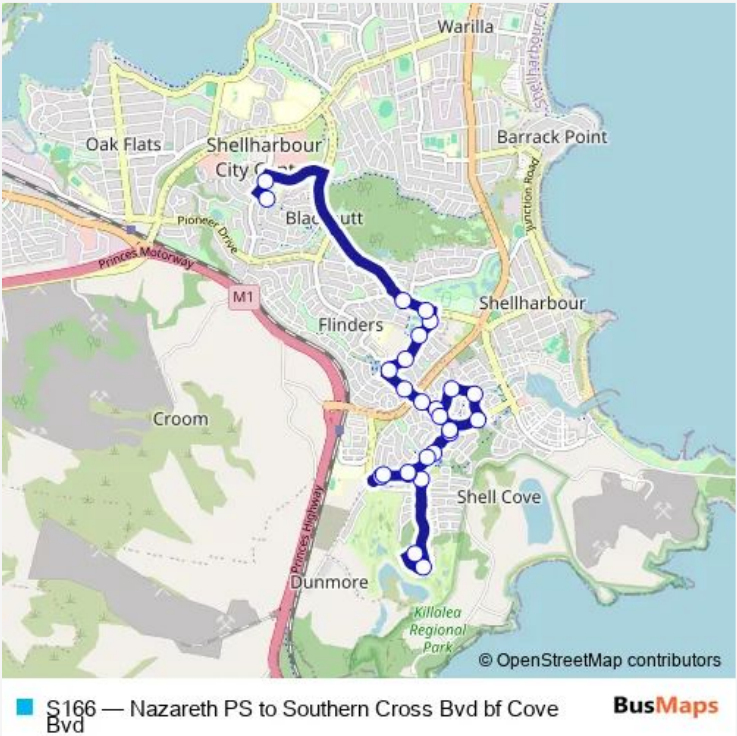 Warilla
Shellharbour Ci
Oak Flats
Shellharbour
City Cent
Barrack Point
Junction Road
Pioneer Drive
Blackbutt
Princes Motorway
M1
Shellharbour
Flinders
Croom
Shell Cove
Princes Highway
Dunmore
Killalea
Regional
Park
© OpenStreetMap contributors
S166 — Nazareth PS to Southern Cross Bvd bf Cove
Bvd
BusMaps